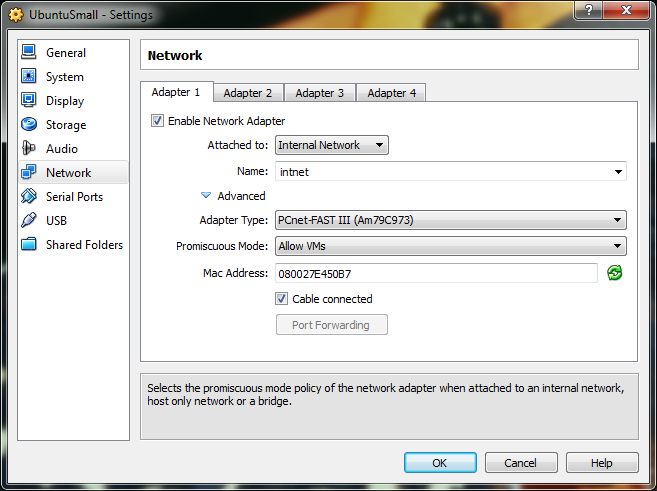 UbuntuSmall - Settings
?
General
System
Display
Storage
Audio
Network
Serial Ports
USB
Shared Folders
Network
Adapter 1 Adapter 2 Adapter 3 Adapter 4
Enable Network Adapter
Attached to: Internal Network
Name: intnet
Advanced
Adapter Type: PCnet-FAST III (Am79C973)
Promiscuous Mode: Allow VMs
Mac Address: 080027E450B7
Cable connected
Port Forwarding
Selects the promiscuous mode policy of the network adapter when attached to an internal network,
host only network or a bridge.
OK Cancel Help